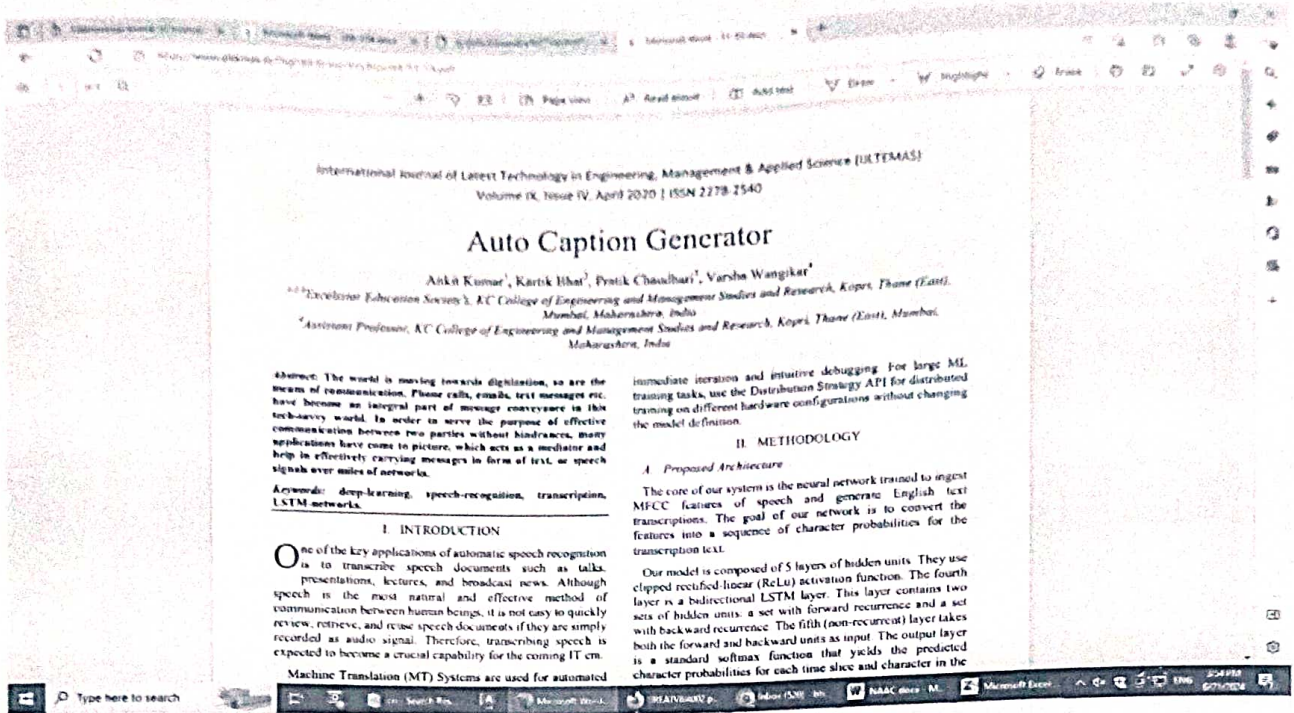 Page view
Read aloud
Add text
Draw
Highlight
Erase
International Journal of Latest Technology in Engineering, Management & Applied Science (IJLTEMAS)
Volume IX, Issue IV, April 2020 | ISSN 2278-2540
Auto Caption Generator
Ankit Kumar¹, Kartik Bhat², Pratik Chaudhari³, Varsha Wangikar⁴
Excelsior Education Society's, KC College of Engineering and Management Studies and Research, Kopri, Thane (East),
Mumbai, Maharashtra, India
⁴Assistant Professor, KC College of Engineering and Management Studies and Research, Kopri, Thane (East), Mumbai,
Maharashtra, India
Abstract: The world is moving towards digitization, so are the
means of communication. Phone calls, emails, text messages etc.
have become an integral part of message conveyance in this
tech-savvy world. In order to serve the purpose of effective
communication between two parties without hindrances, many
applications have come to picture, which acts as a mediator and
help in effectively carrying messages in form of text, or speech
signals over miles of networks.
Keywords: deep-learning, speech-recognition, transcription,
LSTM-networks.
I. INTRODUCTION
One of the key applications of automatic speech recognition
is to transcribe speech documents such as talks,
presentations, lectures, and broadcast news. Although
speech is the most natural and effective method of
communication between human beings, it is not easy to quickly
review, retrieve, and reuse speech documents if they are simply
recorded as audio signal. Therefore, transcribing speech is
expected to become a crucial capability for the coming IT era.
Machine Translation (MT) Systems are used for automated
immediate iteration and intuitive debugging. For large ML
training tasks, use the Distribution Strategy API for distributed
training on different hardware configurations without changing
the model definition.
II. METHODOLOGY
A. Proposed Architecture
The core of our system is the neural network trained to ingest
MFCC features of speech and generate English text
transcriptions. The goal of our network is to convert the
features into a sequence of character probabilities for the
transcription text.
Our model is composed of 5 layers of hidden units. They use
clipped rectified-linear (ReLu) activation function. The fourth
layer is a bidirectional LSTM layer. This layer contains two
sets of hidden units: a set with forward recurrence and a set
with backward recurrence. The fifth (non-recurrent) layer takes
both the forward and backward units as input. The output layer
is a standard softmax function that yields the predicted
character probabilities for each time slice and character in the
Type here to search
Search Res...
Microsoft Word
Inbox
NAAC docs - M...
Microsoft Excel
ENG